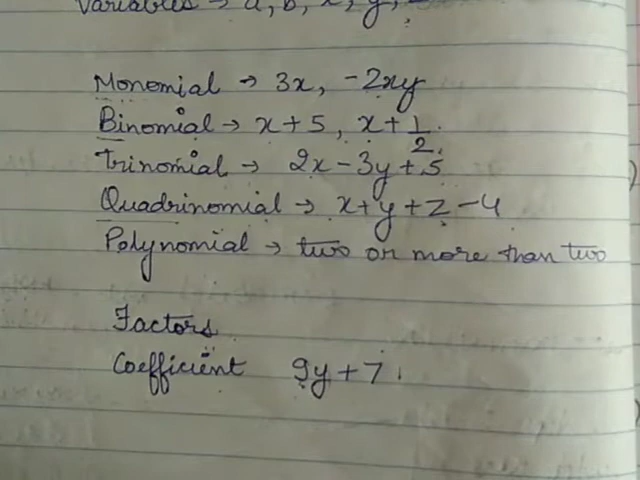 Variables → a, b, x, y, z
Monomial → 3x, -2xy
Binomial → x + 5, x + 1/2.
Trinomial → 2x - 3y + 5
Quadrinomial → x + y + z - 4
Polynomial → two or more than two
Factors
Coefficient 9y + 7.